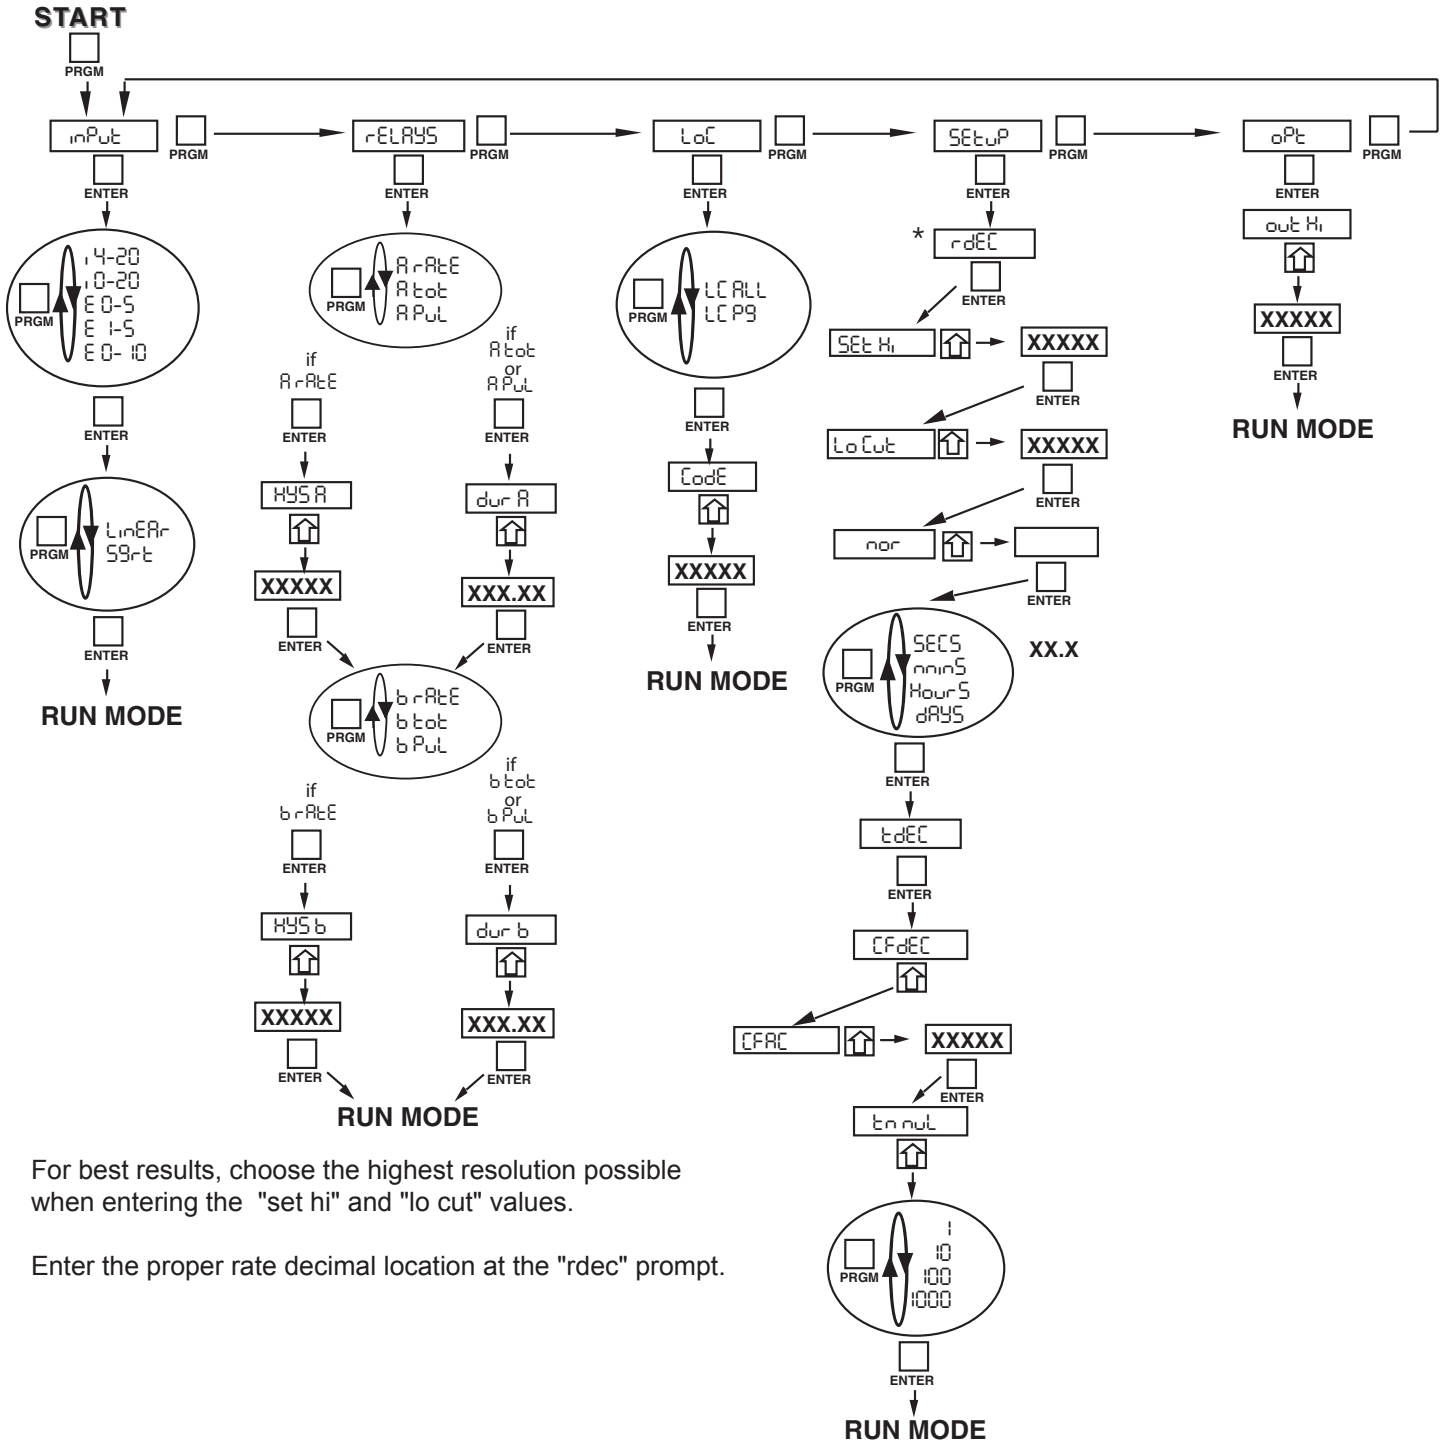 START
PRGM
inPut
PRGM
rELAYS
PRGM
LoC
PRGM
SEtuP
PRGM
oPt
PRGM
ENTER
ENTER
ENTER
ENTER
ENTER
PRGM
i 4-20
i 0-20
E 0-5
E 1-5
E 0-10
ENTER
PRGM
LinEAr
S9rt
ENTER
RUN MODE
PRGM
A rAtE
A tot
A PuL
if
A rAtE
ENTER
HYS A
XXXXX
ENTER
if
A tot
or
A PuL
ENTER
dur A
XXX.XX
ENTER
PRGM
b rAtE
b tot
b PuL
if
b rAtE
ENTER
HYS b
XXXXX
ENTER
if
b tot
or
b PuL
ENTER
dur b
XXX.XX
ENTER
RUN MODE
PRGM
LC ALL
LC P9
ENTER
CodE
XXXXX
ENTER
RUN MODE
* rdEC
ENTER
SEt Hi
XXXXX
ENTER
Lo Cut
XXXXX
ENTER
nor
ENTER
PRGM
SECS
nninS
HourS
dAYS
XX.X
ENTER
tdEC
ENTER
CFdEC
CFAC
XXXXX
ENTER
tn nuL
PRGM
1
10
100
1000
ENTER
RUN MODE
out Hi
XXXXX
ENTER
RUN MODE
For best results, choose the highest resolution possible
when entering the "set hi" and "lo cut" values.
Enter the proper rate decimal location at the "rdec" prompt.